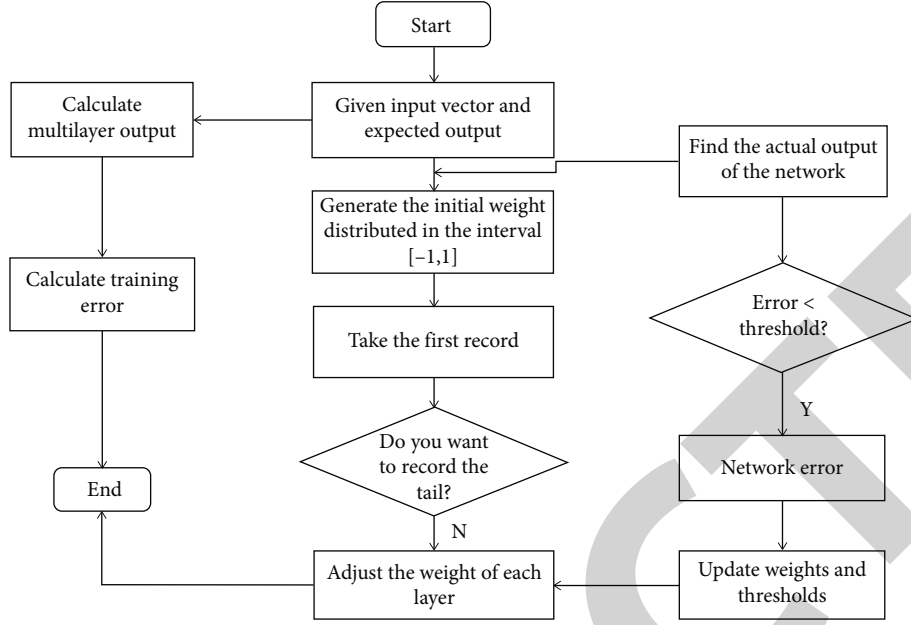 Start
Given input vector and
expected output
Calculate
multilayer output
Find the actual output
of the network
Generate the initial weight
distributed in the interval
[–1,1]
Calculate training
error
Error <
threshold?
Take the first record
Y
Do you want
to record the
tail?
Network error
End
N
Adjust the weight of each
layer
Update weights and
thresholds